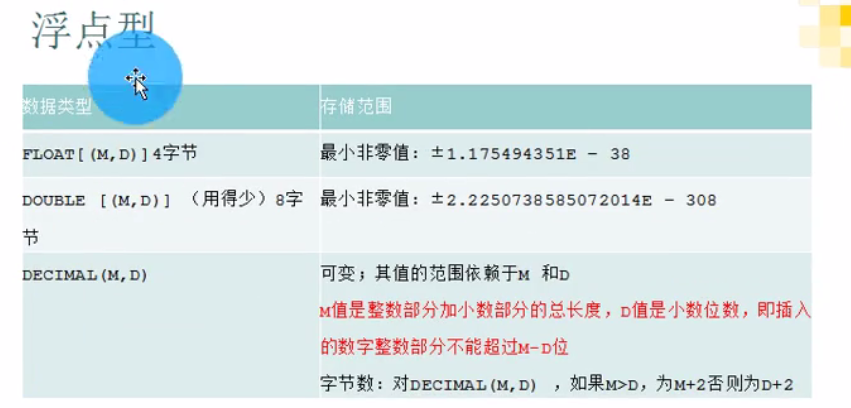 浮点型
数据类型
存储范围
FLOAT[(M,D)]4字节
最小非零值：±1.175494351E - 38
DOUBLE [(M,D)] （用得少）8字
节
最小非零值：±2.2250738585072014E - 308
DECIMAL(M,D)
可变；其值的范围依赖于M 和D
M值是整数部分加小数部分的总长度，D值是小数位数，即插入
的数字整数部分不能超过M-D位
字节数：对DECIMAL(M,D) ，如果M>D，为M+2否则为D+2